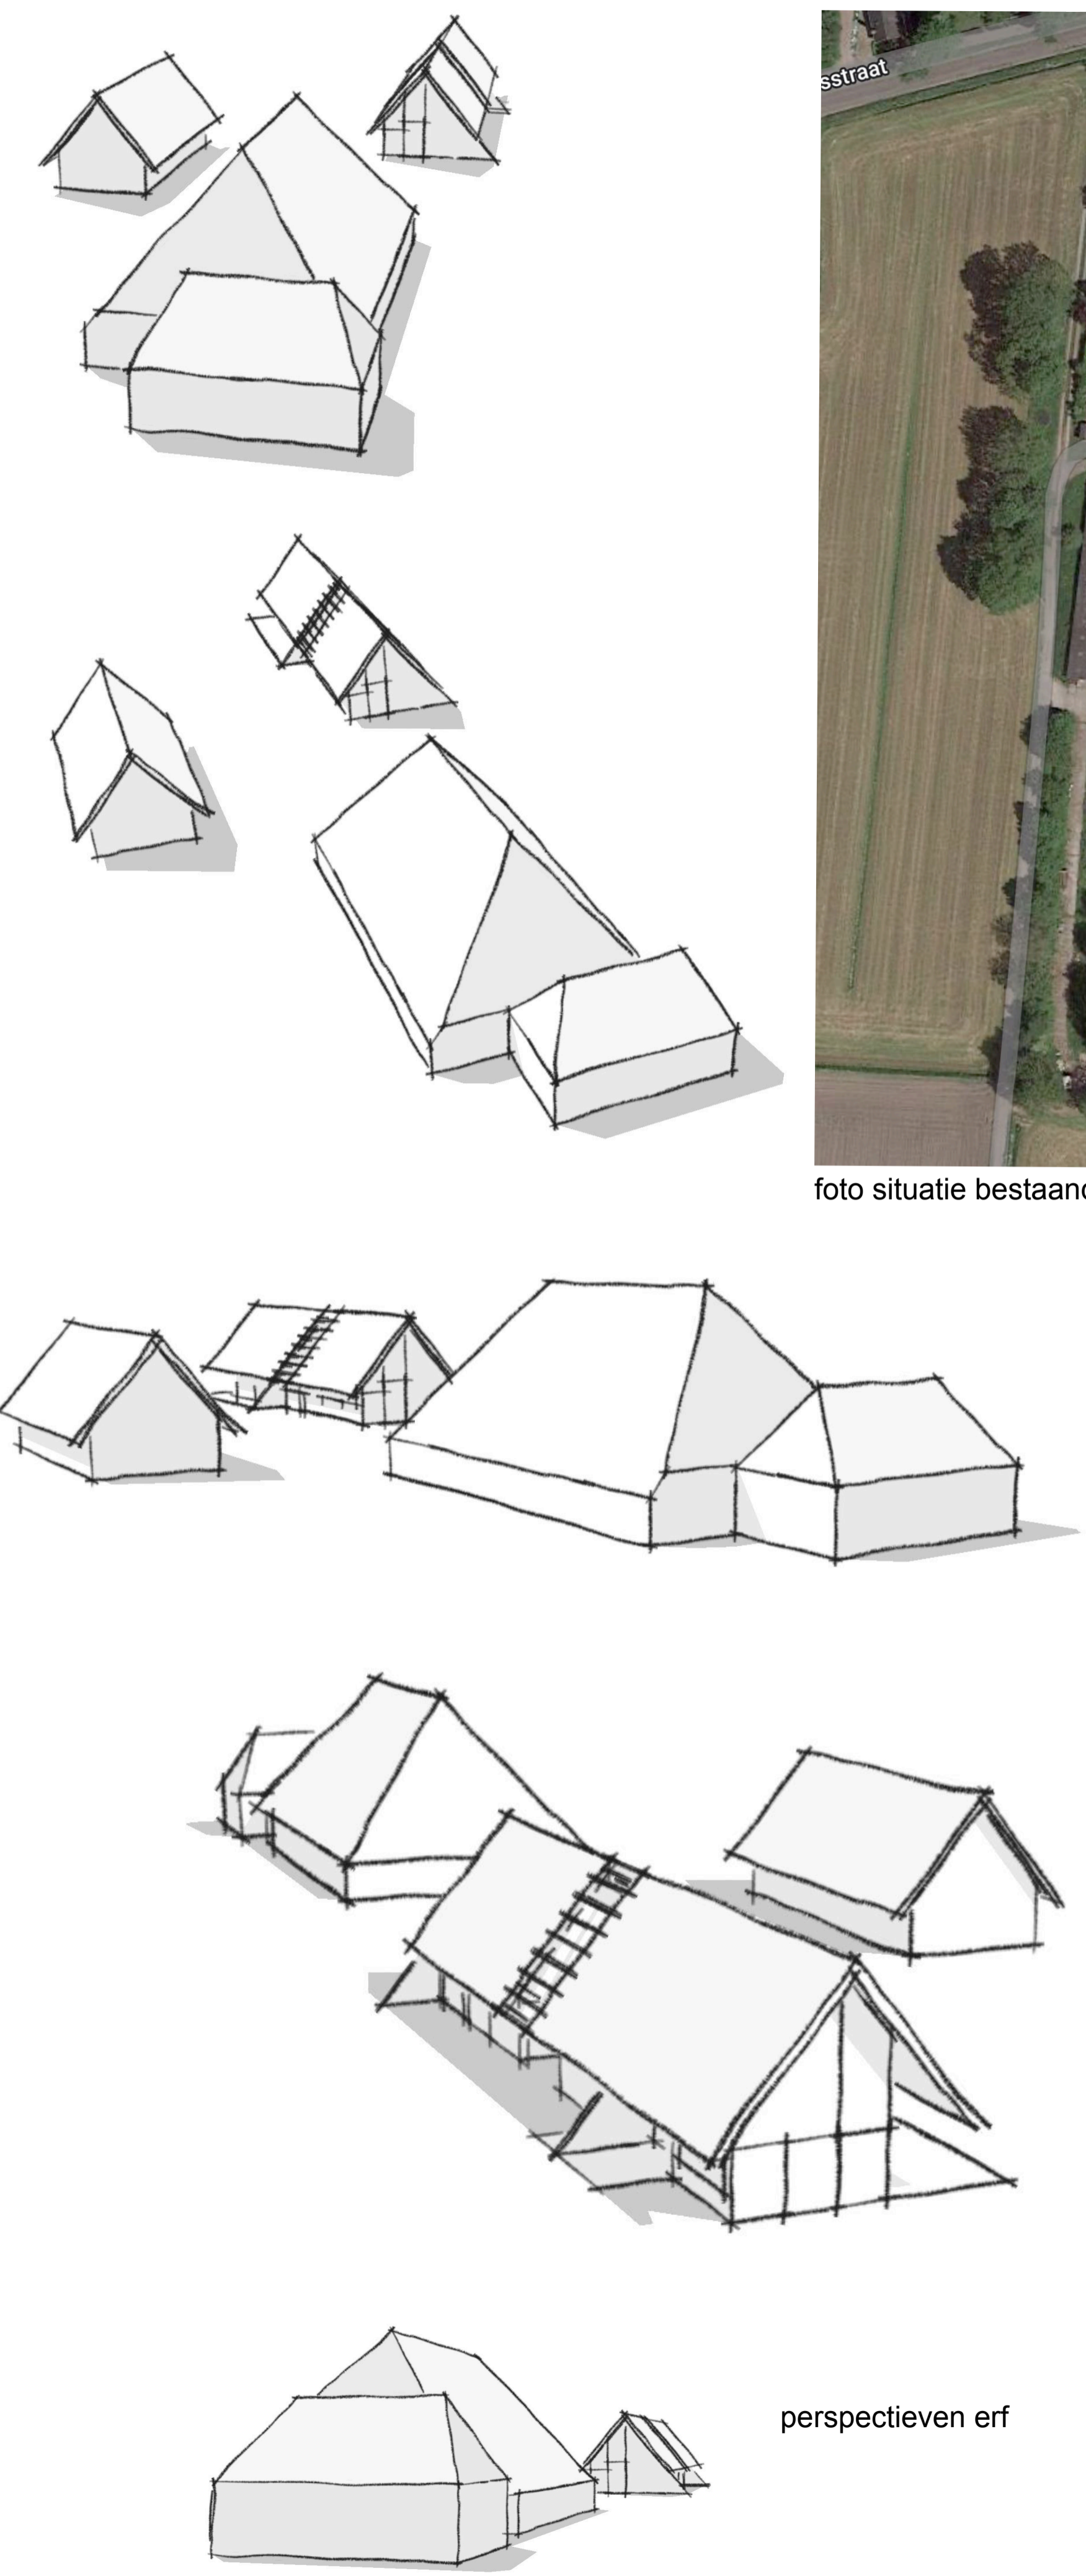 sstraat
foto situatie bestaand
perspectieven erf